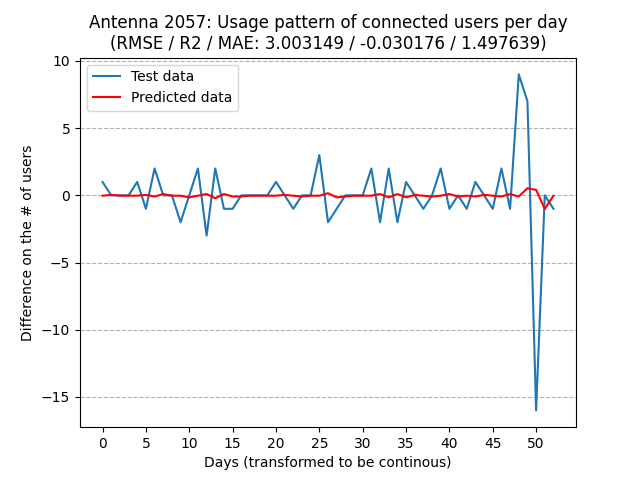 Antenna 2057: Usage pattern of connected users per day
(RMSE / R2 / MAE: 3.003149 / -0.030176 / 1.497639)
Test data
Predicted data
Difference on the # of users
10
5
0
−5
−10
−15
0 5 10 15 20 25 30 35 40 45 50
Days (transformed to be continous)